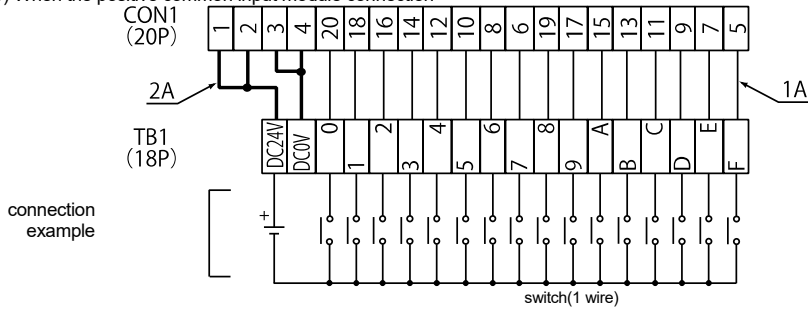 ) When the positive common input module connection
CON1
(20P)
1 2 3 4 20 18 16 14 12 10 8 6 19 17 15 13 11 9 7 5
2A
1A
TB1
(18P)
DC24V DC0V 0 1 2 3 4 5 6 7 8 9 A B C D E F
connection
example
+
switch(1 wire)